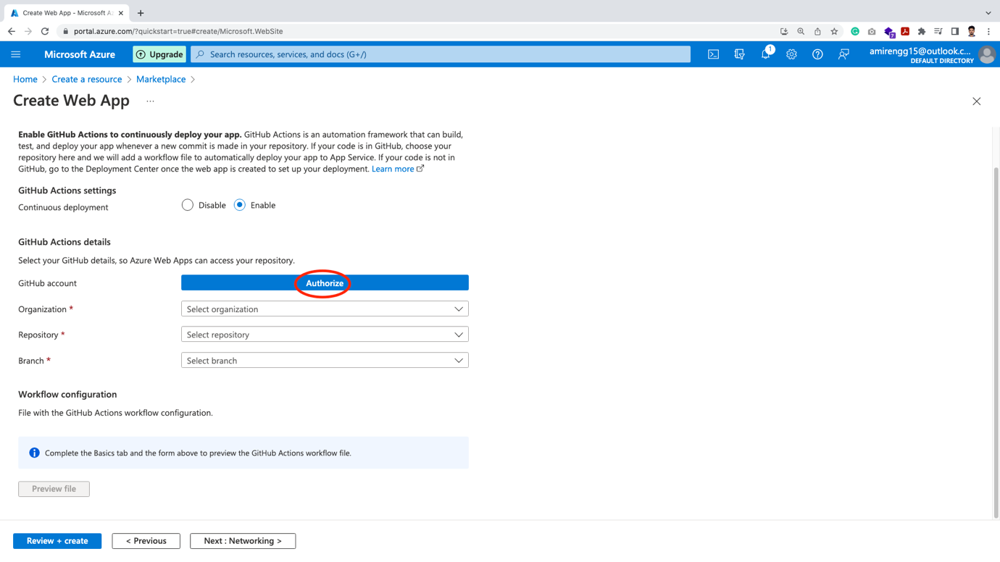 Create Web App - Microsoft Az
portal.azure.com/?quickstart=true#create/Microsoft.WebSite
7
Microsoft Azure
Upgrade
Search resources, services, and docs (G+/)
1
amirengg15@outlook.c...
DEFAULT DIRECTORY
Home > Create a resource > Marketplace >
Create Web App ...
Enable GitHub Actions to continuously deploy your app. GitHub Actions is an automation framework that can build,
test, and deploy your app whenever a new commit is made in your repository. If your code is in GitHub, choose your
repository here and we will add a workflow file to automatically deploy your app to App Service. If your code is not in
GitHub, go to the Deployment Center once the web app is created to set up your deployment. Learn more
GitHub Actions settings
Continuous deployment
Disable
Enable
GitHub Actions details
Select your GitHub details, so Azure Web Apps can access your repository.
GitHub account
Authorize
Organization *
Select organization
Repository *
Select repository
Branch *
Select branch
Workflow configuration
File with the GitHub Actions workflow configuration.
Complete the Basics tab and the form above to preview the GitHub Actions workflow file.
Preview file
Review + create
< Previous
Next : Networking >